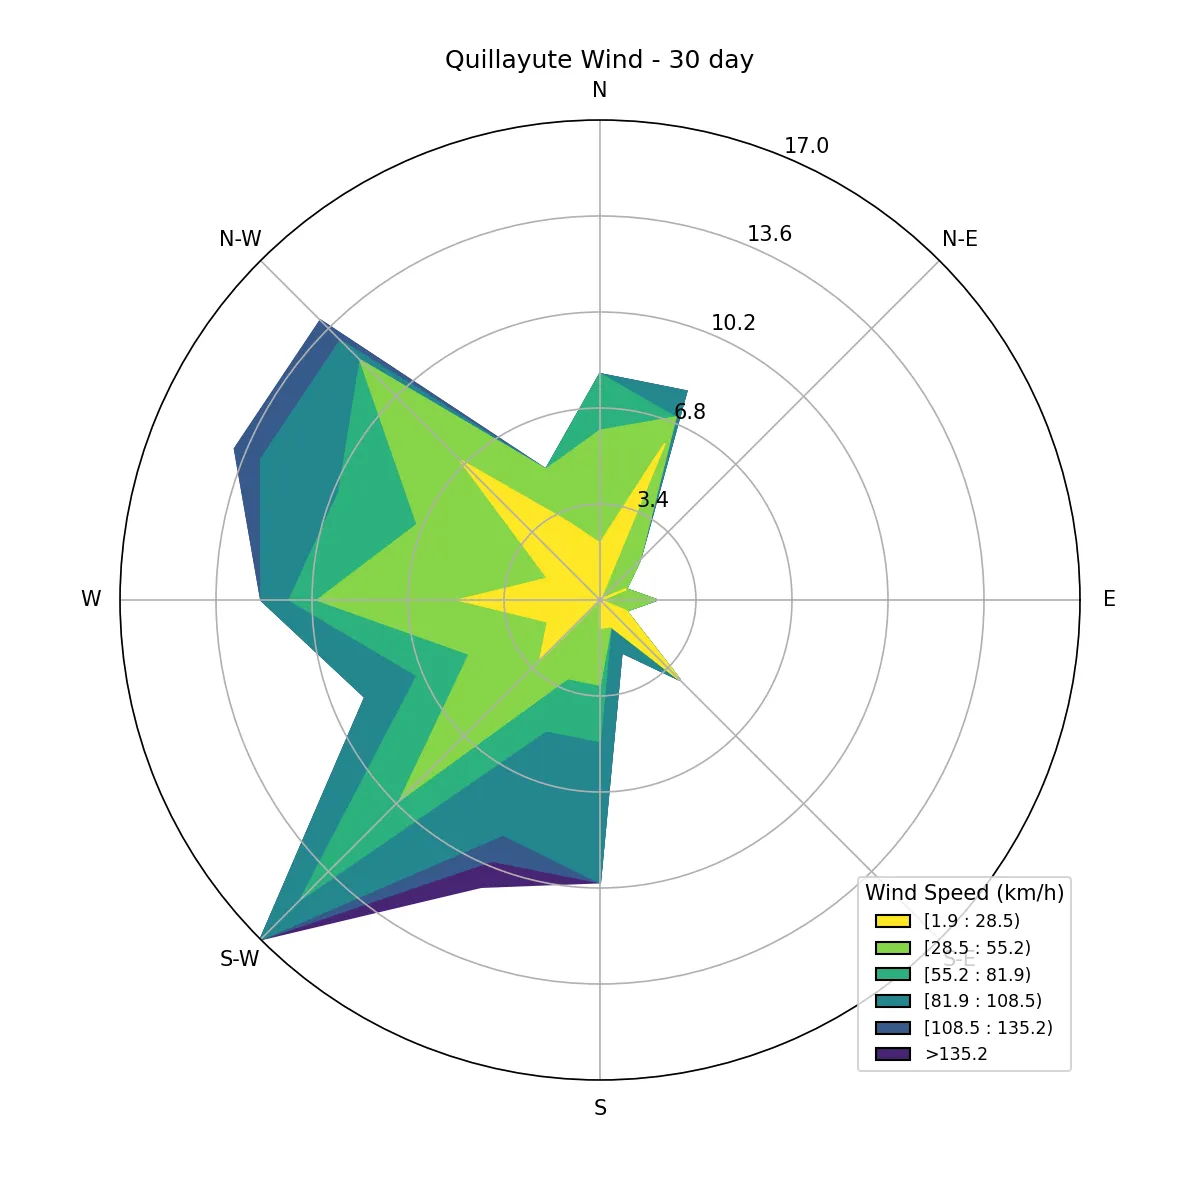 Quillayute Wind - 30 day
N
17.0
13.6
N-W
N-E
10.2
6.8
3.4
W
E
S-W
S-E
S
Wind Speed (km/h)
[1.9 : 28.5)
[28.5 : 55.2)
[55.2 : 81.9)
[81.9 : 108.5)
[108.5 : 135.2)
>135.2